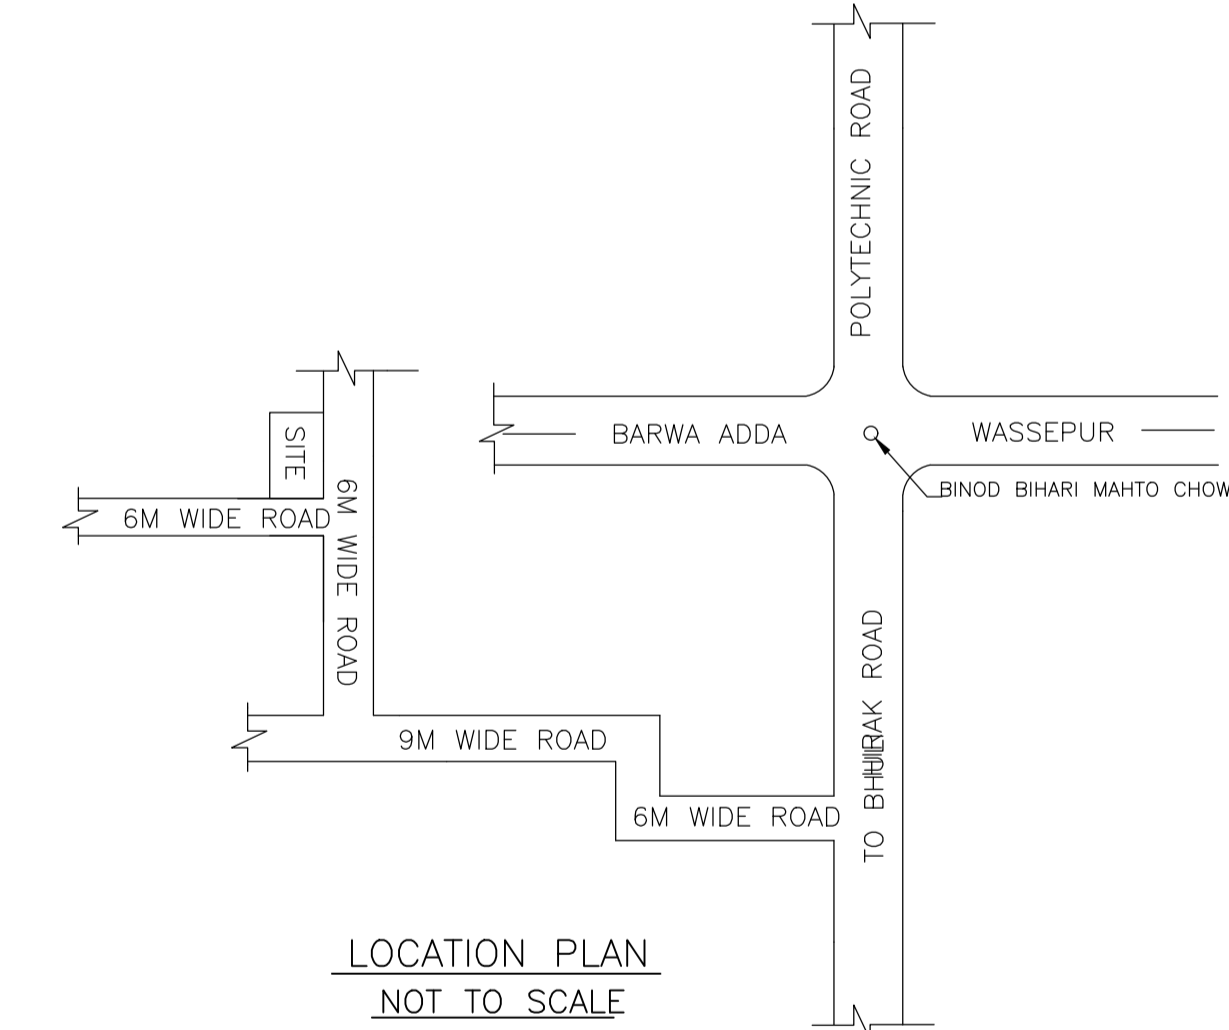 POLYTECHNIC ROAD
BARWA ADDA
WASSEPUR
BINOD BIHARI MAHTO CHOW
SITE
6M WIDE ROAD
6M WIDE ROAD
9M WIDE ROAD
6M WIDE ROAD
TO
ROAD
LOCATION PLAN
NOT TO SCALE